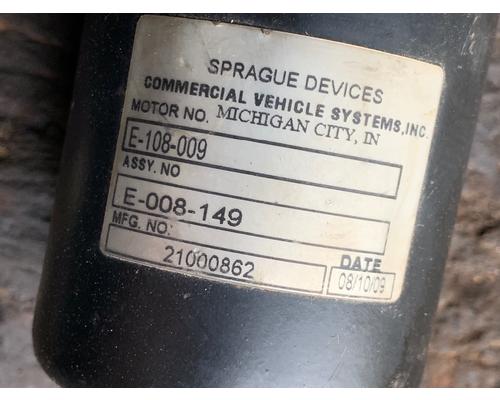 SPRAGUE DEVICES
COMMERCIAL VEHICLE SYSTEMS, INC.
MOTOR NO. MICHIGAN CITY, IN
E-108-009
ASSY. NO
E-008-149
MFG. NO:
21000862
DATE
08/10/09